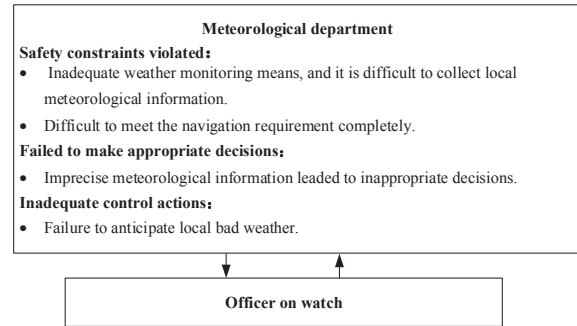 Meteorological department
Safety constraints violated：
• Inadequate weather monitoring means, and it is difficult to collect local
meteorological information.
• Difficult to meet the navigation requirement completely.
Failed to make appropriate decisions：
• Imprecise meteorological information leaded to inappropriate decisions.
Inadequate control actions：
• Failure to anticipate local bad weather.
Officer on watch